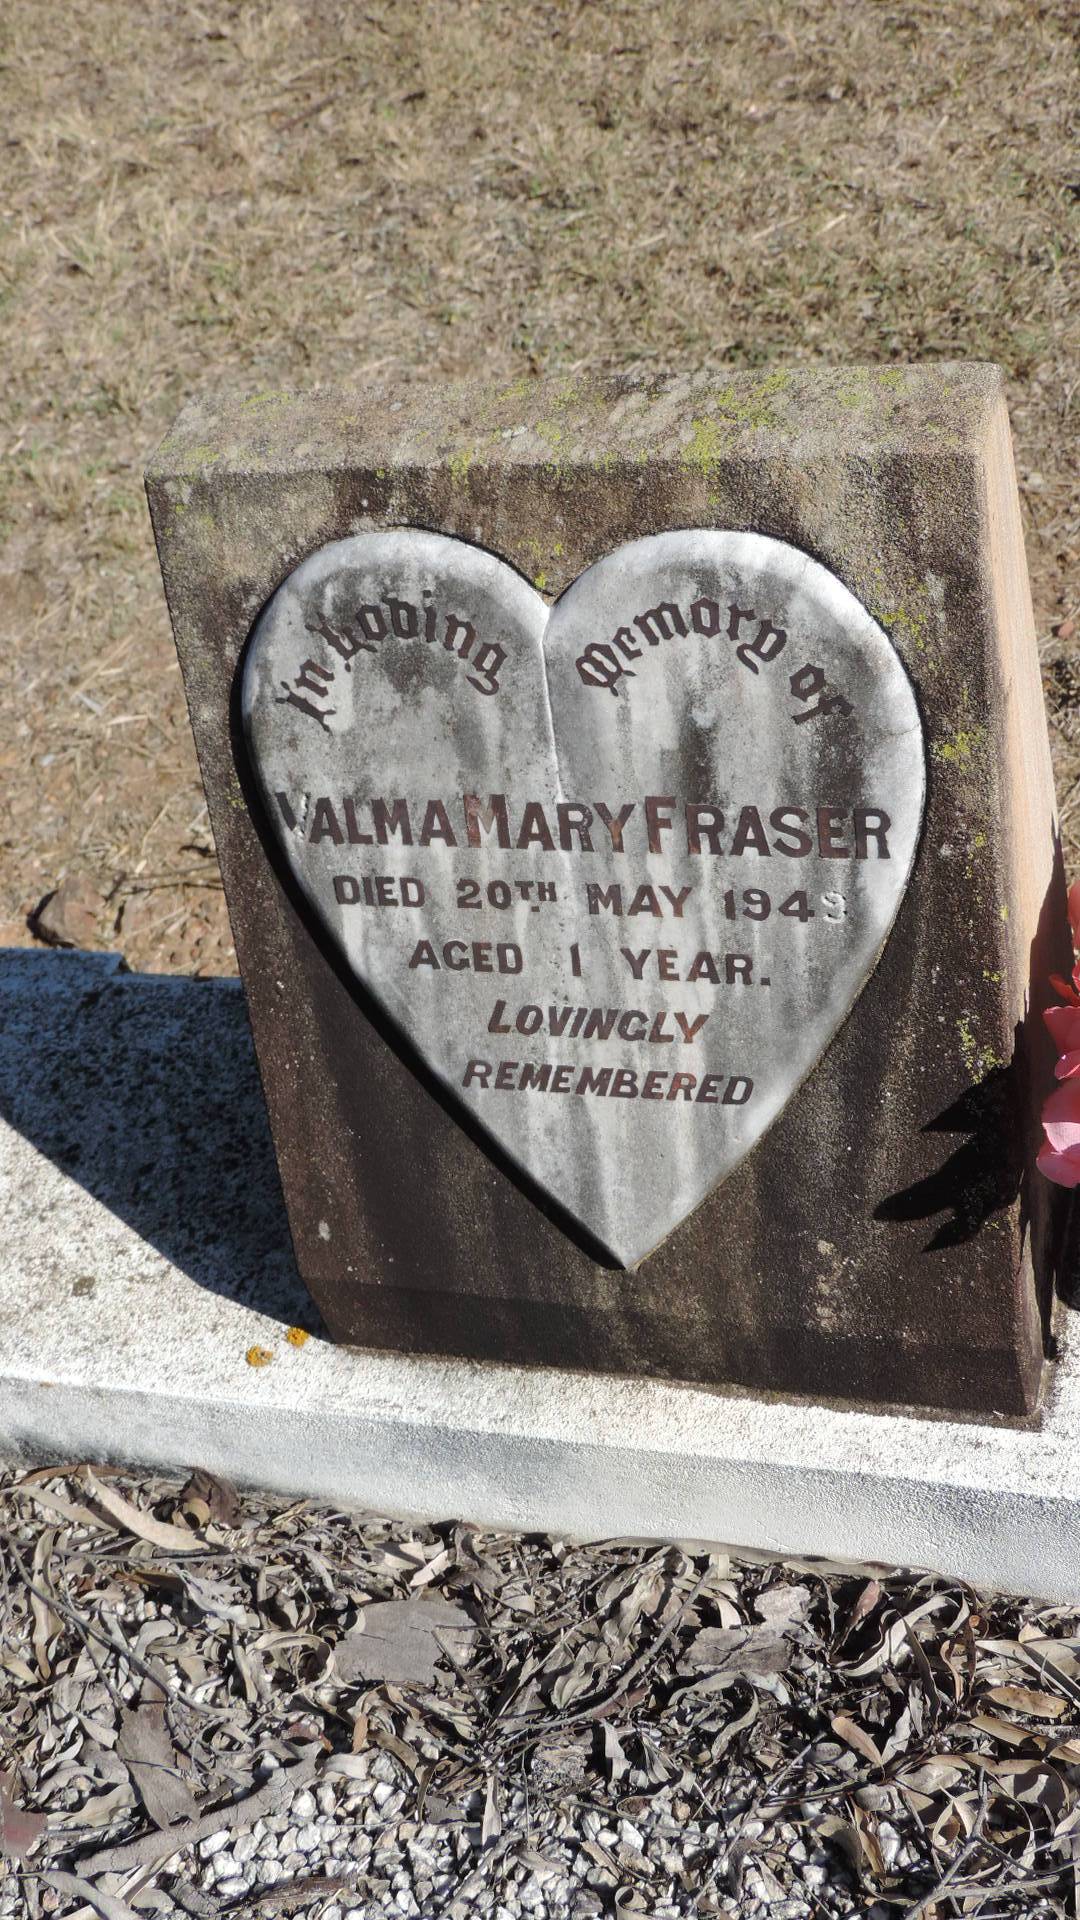 In Loving Memory of
VALMA MARY FRASER
DIED 20TH. MAY 1949
AGED 1 YEAR.
LOVINGLY
REMEMBERED